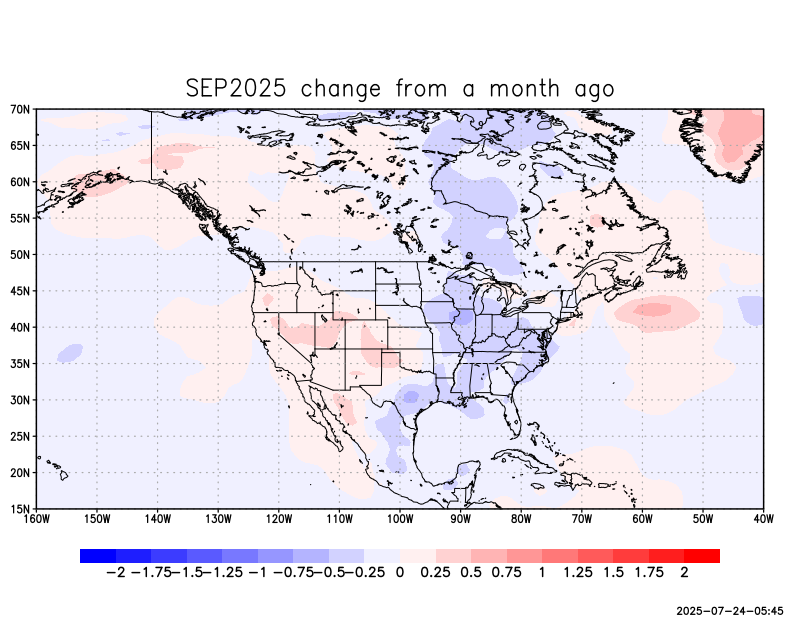 SEP2025 change from a month ago
70N
65N
60N
55N
50N
45N
40N
35N
30N
25N
20N
15N
160W 150W 140W 130W 120W 110W 100W 90W 80W 70W 60W 50W 40W
-2 -1.75 -1.5 -1.25 -1 -0.75 -0.5 -0.25 0 0.25 0.5 0.75 1 1.25 1.5 1.75 2
2025-07-24-05:45